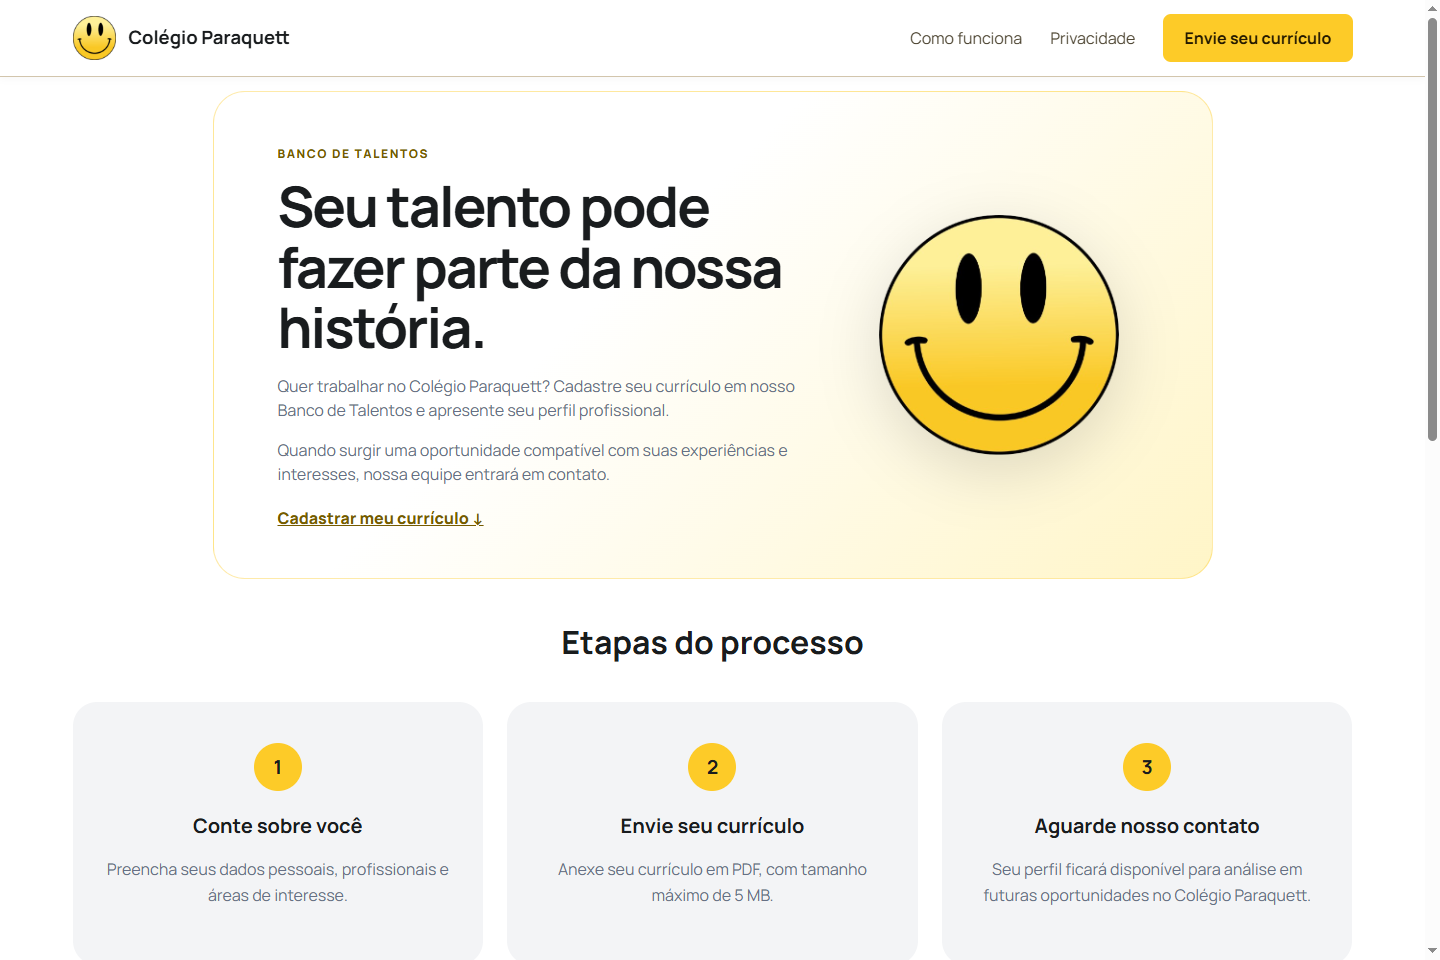 Colégio Paraquett
Como funciona
Privacidade
Envie seu currículo
BANCO DE TALENTOS
Seu talento pode
fazer parte da nossa
história.
Quer trabalhar no Colégio Paraquett? Cadastre seu currículo em nosso
Banco de Talentos e apresente seu perfil profissional.
Quando surgir uma oportunidade compatível com suas experiências e
interesses, nossa equipe entrará em contato.
Cadastrar meu currículo ↓
Etapas do processo
1
Conte sobre você
Preencha seus dados pessoais, profissionais e
áreas de interesse.
2
Envie seu currículo
Anexe seu currículo em PDF, com tamanho
máximo de 5 MB.
3
Aguarde nosso contato
Seu perfil ficará disponível para análise em
futuras oportunidades no Colégio Paraquett.